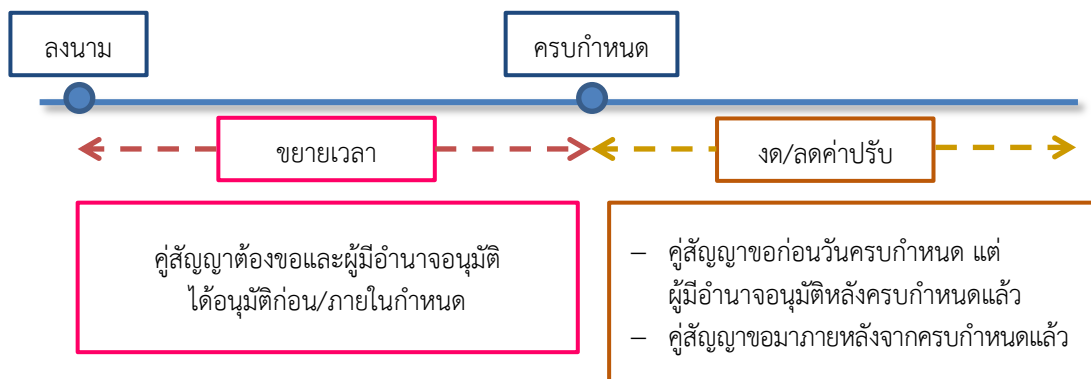 ลงนาม
ครบกำหนด
ขยายเวลา
งด/ลดค่าปรับ
คู่สัญญาต้องขอและผู้มีอำนาจอนุมัติ
ได้อนุมัติก่อน/ภายในกำหนด
– คู่สัญญาขอก่อนวันครบกำหนด แต่
ผู้มีอำนาจอนุมัติหลังครบกำหนดแล้ว
– คู่สัญญาขอมาภายหลังจากครบกำหนดแล้ว